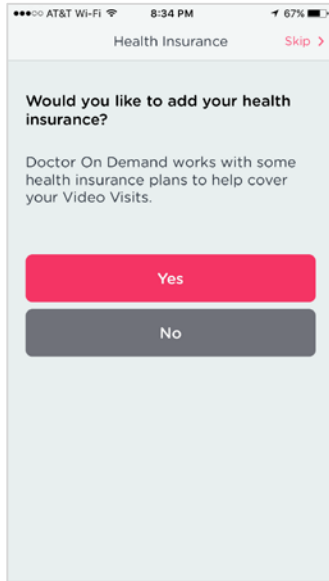 AT&T Wi-Fi 8:34 PM 67%
Health Insurance Skip >
Would you like to add your health
insurance?
Doctor On Demand works with some
health insurance plans to help cover
your Video Visits.
Yes
No